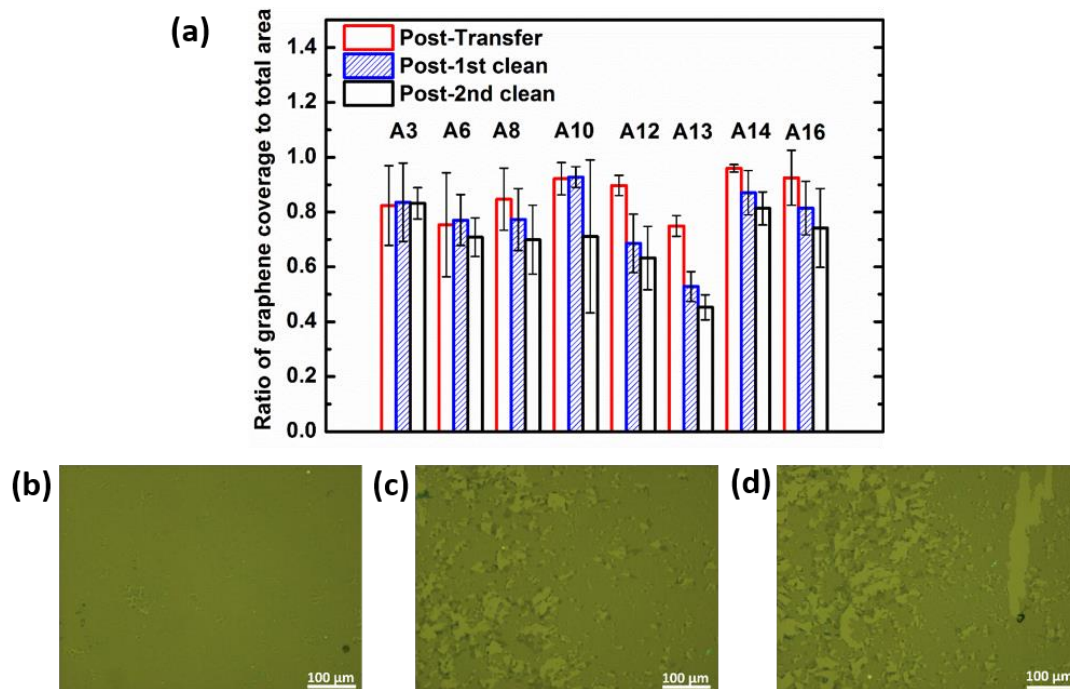 (a)
Ratio of graphene coverage to total area
1.4
1.2
1.0
0.8
0.6
0.4
0.2
0.0
Post-Transfer
Post-1st clean
Post-2nd clean
A3 A6 A8 A10 A12 A13 A14 A16
(b) (c) (d)
100 µm 100 µm 100 µm